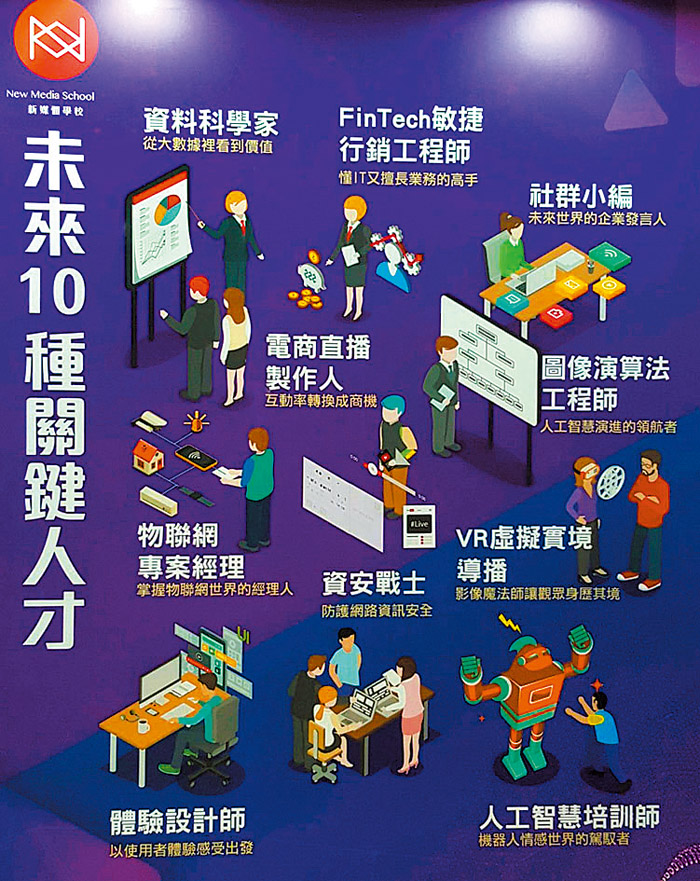 New Media School
新媒體學校
未來10種關鍵人才
資料科學家
從大數據裡看到價值
FinTech敏捷
行銷工程師
懂IT又擅長業務的高手
社群小編
未來世界的企業發言人
電商直播
製作人
互動率轉換成商機
圖像演算法
工程師
人工智慧演進的領航者
物聯網
專案經理
掌握物聯網世界的經理人
#Live
資安戰士
防護網路資訊安全
VR虛擬實境
導播
影像魔法師讓觀眾身歷其境
UI
體驗設計師
以使用者體驗感受出發
人工智慧培訓師
機器人情感世界的駕馭者